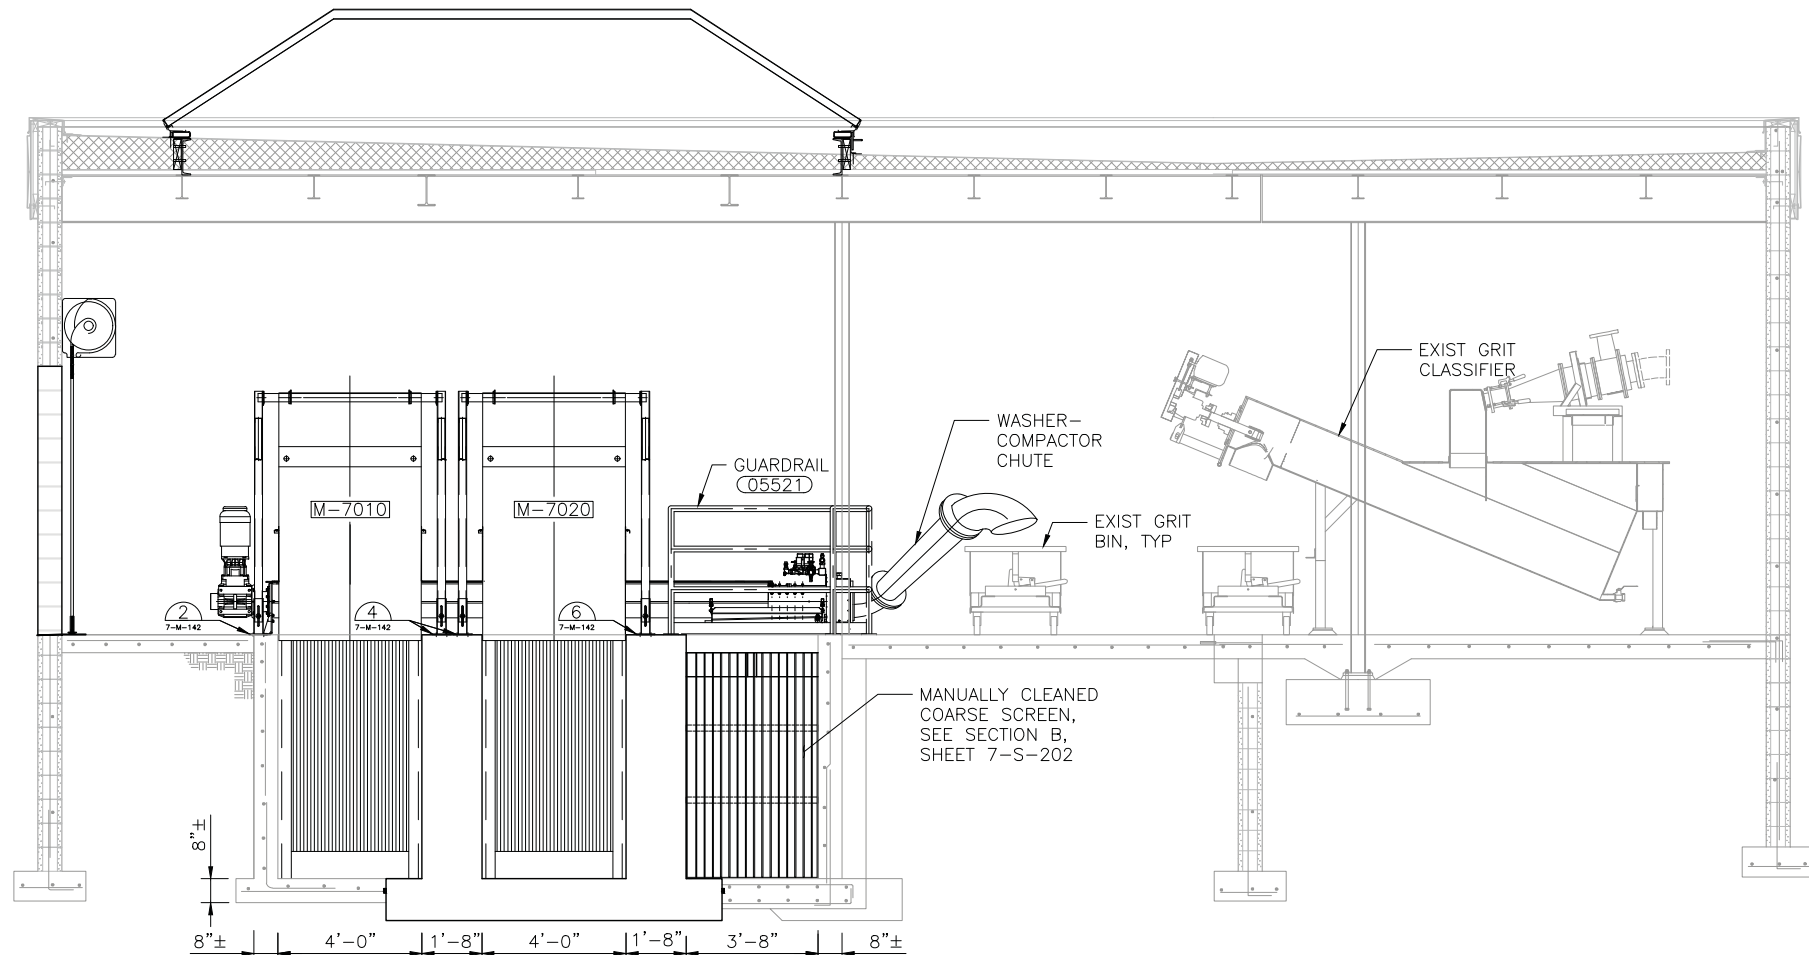 EXIST GRIT
CLASSIFIER
WASHER-
COMPACTOR
CHUTE
GUARDRAIL
05521
M-7010
M-7020
EXIST GRIT
BIN, TYP
2
7-M-142
4
7-M-142
6
7-M-142
MANUALLY CLEANED
COARSE SCREEN,
SEE SECTION B,
SHEET 7-S-202
8"±
8"±
4'-0"
1'-8"
4'-0"
1'-8"
3'-8"
8"±